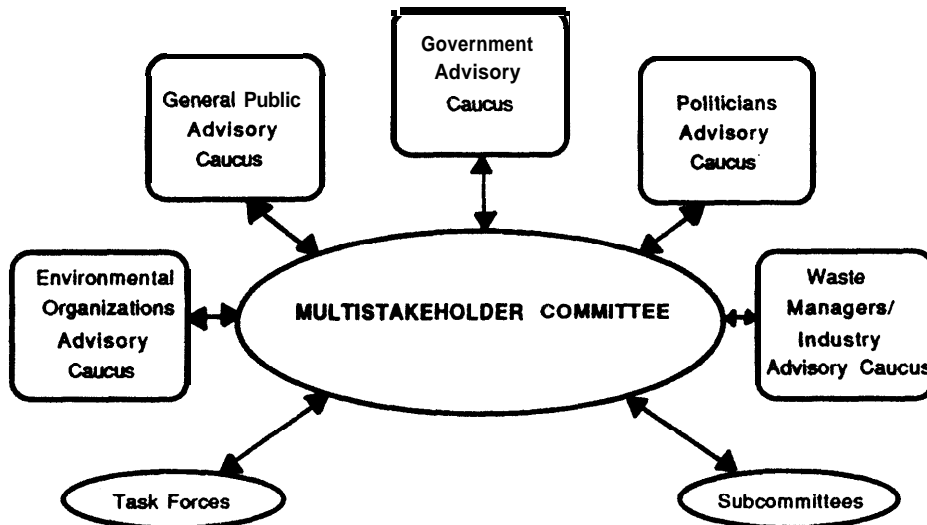 Government
Advisory
Caucus
General Public
Advisory
Caucus
Politicians
Advisory
Caucus
Environmental
Organizations
Advisory
Caucus
MULTISTAKEHOLDER COMMITTEE
Waste
Managers/
Industry
Advisory Caucus
Task Forces
Subcommittees